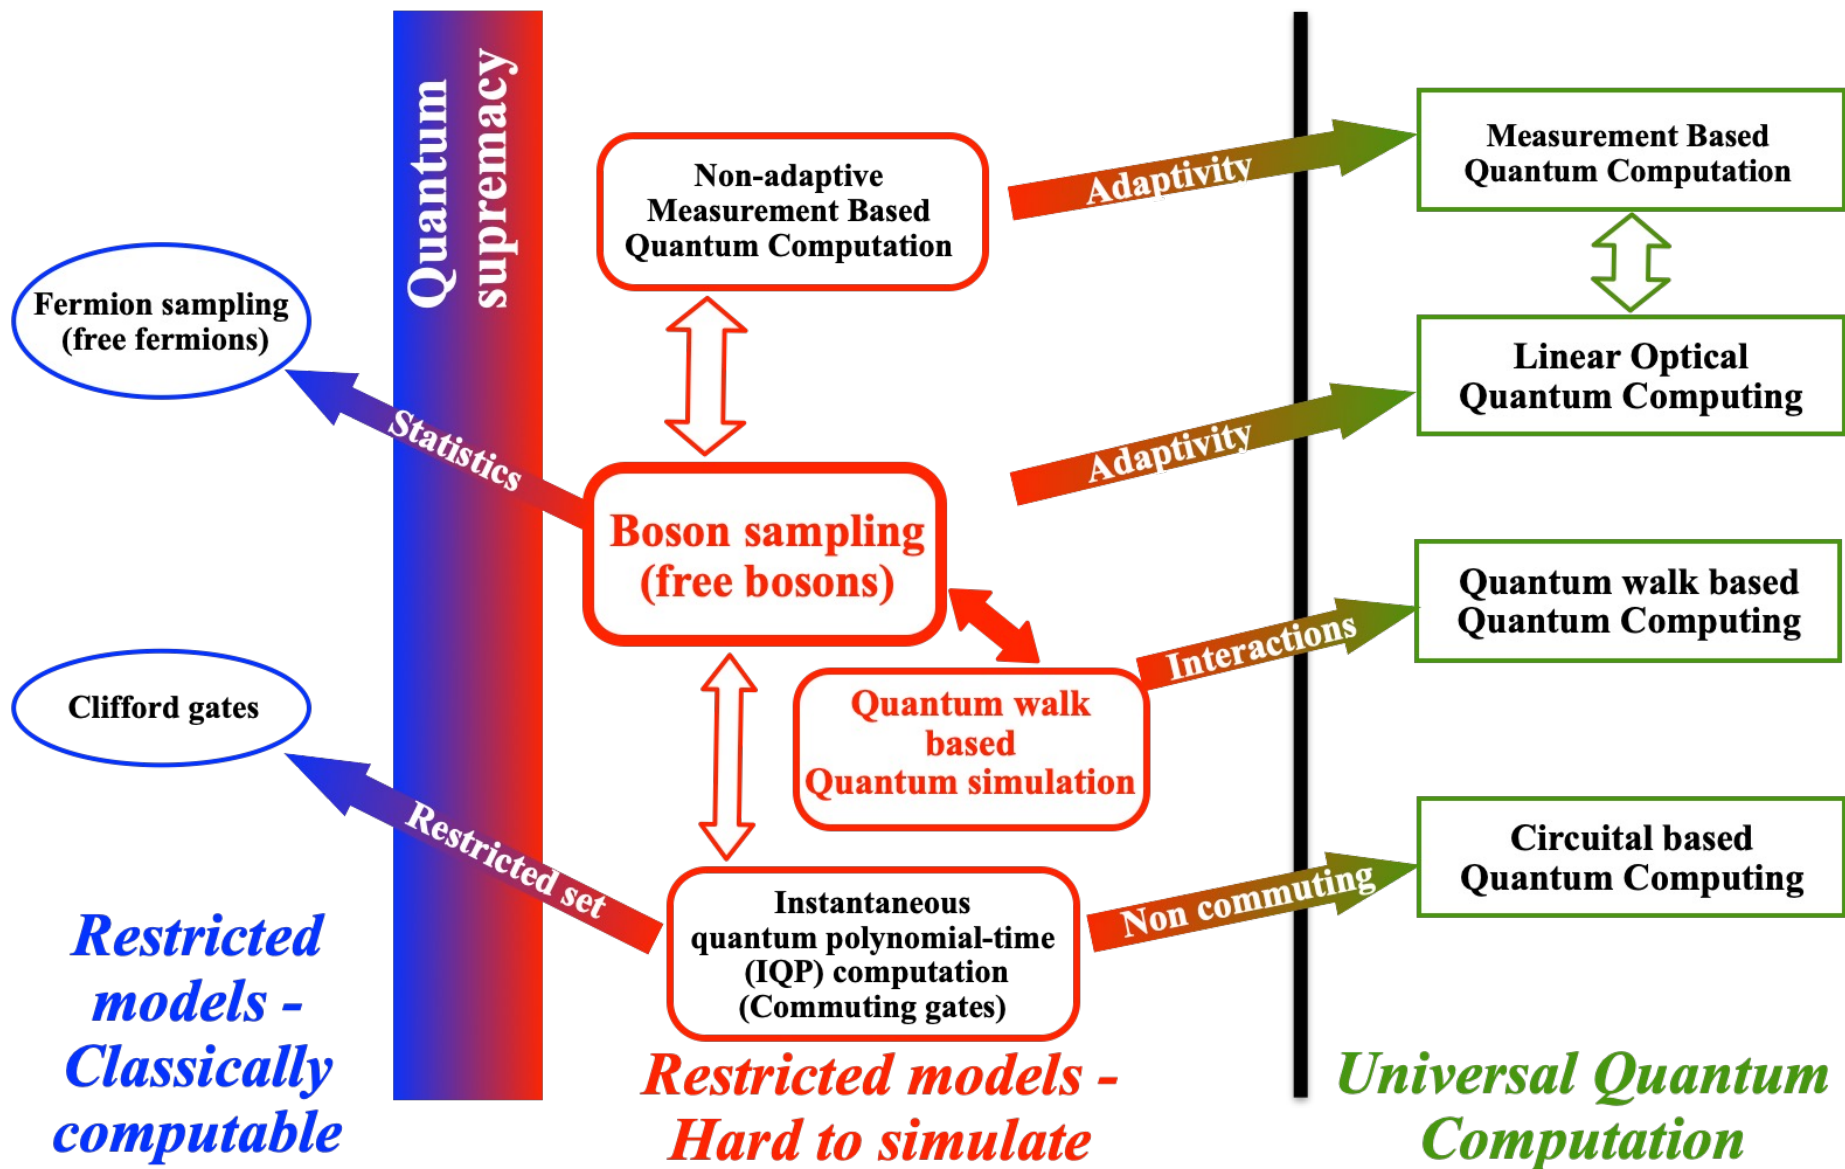 Quantum
supremacy
Fermion sampling
(free fermions)
Clifford gates
Restricted
models -
Classically
computable
Statistics
Restricted set
Non-adaptive
Measurement Based
Quantum Computation
Boson sampling
(free bosons)
Quantum walk
based
Quantum simulation
Instantaneous
quantum polynomial-time
(IQP) computation
(Commuting gates)
Restricted models -
Hard to simulate
Adaptivity
Adaptivity
Interactions
Non commuting
Measurement Based
Quantum Computation
Linear Optical
Quantum Computing
Quantum walk based
Quantum Computing
Circuital based
Quantum Computing
Universal Quantum
Computation